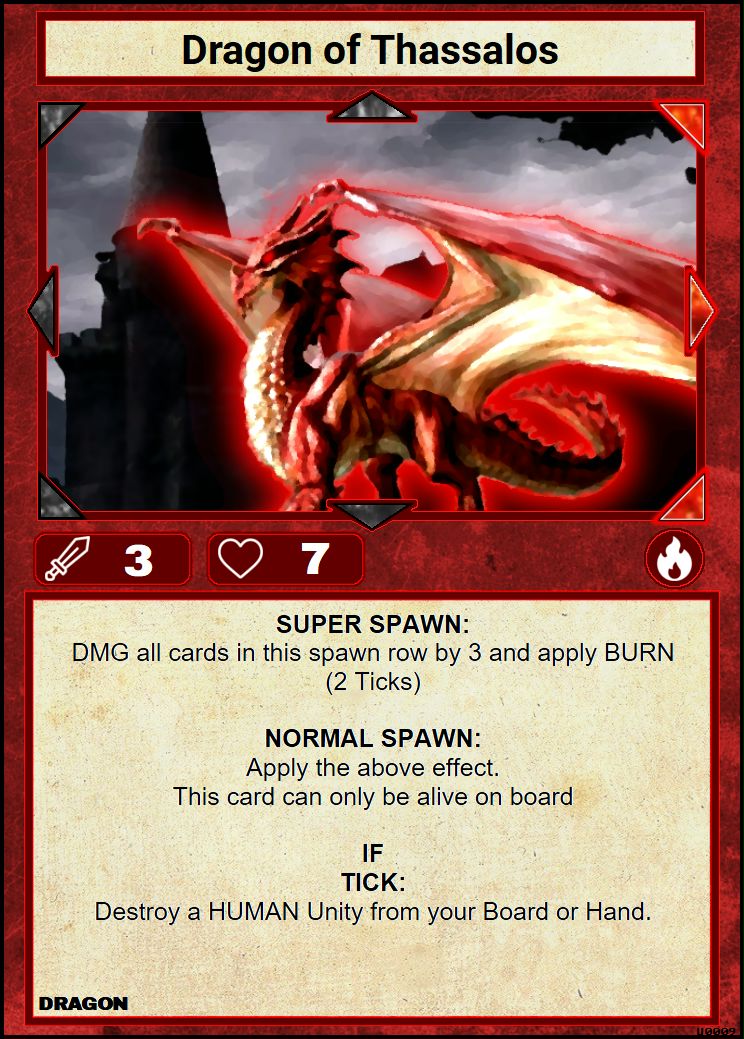 Dragon of Thassalos
3
7
SUPER SPAWN:
DMG all cards in this spawn row by 3 and apply BURN
(2 Ticks)
NORMAL SPAWN:
Apply the above effect.
This card can only be alive on board
IF
TICK:
Destroy a HUMAN Unity from your Board or Hand.
DRAGON
U0009